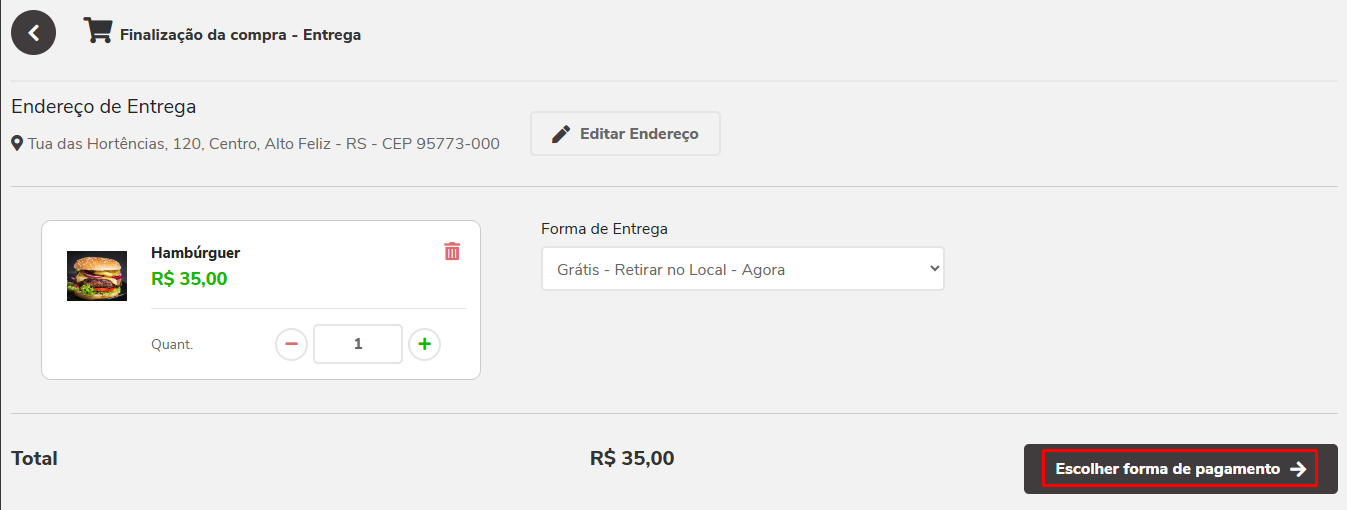 Finalização da compra - Entrega
Endereço de Entrega
Tua das Hortências, 120, Centro, Alto Feliz - RS - CEP 95773-000
Editar Endereço
Hambúrguer
R$ 35,00
Quant.
1
Forma de Entrega
Grátis - Retirar no Local - Agora
Total
R$ 35,00
Escolher forma de pagamento